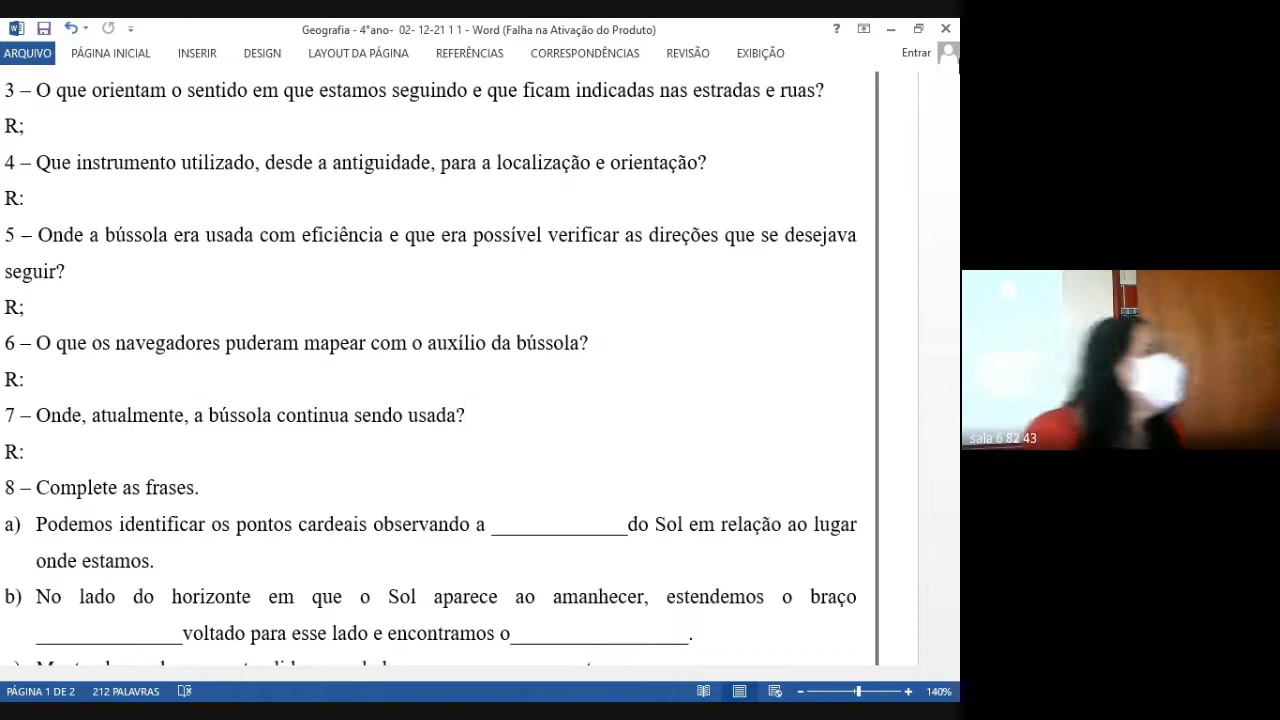 Geografia - 4°ano- 02- 12-21 1 1 - Word (Falha na Ativação do Produto)
ARQUIVO PÁGINA INICIAL INSERIR DESIGN LAYOUT DA PÁGINA REFERÊNCIAS CORRESPONDÊNCIAS REVISÃO EXIBIÇÃO Entrar
3 – O que orientam o sentido em que estamos seguindo e que ficam indicadas nas estradas e ruas?
R;
4 – Que instrumento utilizado, desde a antiguidade, para a localização e orientação?
R:
5 – Onde a bússola era usada com eficiência e que era possível verificar as direções que se desejava
seguir?
R;
6 – O que os navegadores puderam mapear com o auxílio da bússola?
R:
7 – Onde, atualmente, a bússola continua sendo usada?
R:
8 – Complete as frases.
a) Podemos identificar os pontos cardeais observando a _____________do Sol em relação ao lugar
onde estamos.
b) No lado do horizonte em que o Sol aparece ao amanhecer, estendemos o braço
______________voltado para esse lado e encontramos o_________________.
sala 6 82 43
PÁGINA 1 DE 2 212 PALAVRAS 140%